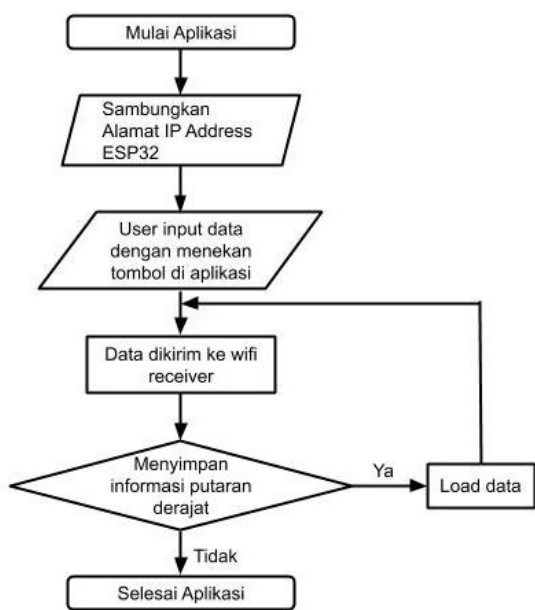 Mulai Aplikasi
Sambungkan
Alamat IP Address
ESP32
User input data
dengan menekan
tombol di aplikasi
Data dikirim ke wifi
receiver
Menyimpan
informasi putaran
derajat
Ya
Load data
Tidak
Selesai Aplikasi